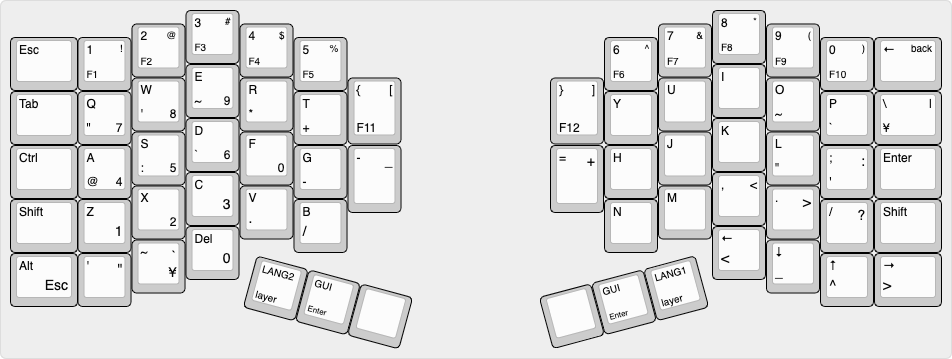 Esc
1 !
F1
2 @
F2
3 #
F3
4 $
F4
5 %
F5
6 ^
F6
7 &
F7
8 *
F8
9 (
F9
0 )
F10
← back
Tab
Q
" 7
W
' 8
E
~ 9
R
*
T
+
{ [
F11
} ]
F12
Y
U
I
O
~
P
`
\ |
¥
Ctrl
A
@ 4
S
: 5
D
` 6
F
0
G
-
- _
= +
H
J
K
L
"
; :
'
Enter
Shift
Z
1
X
2
C
3
V
.
B
/
N
M
, <
. >
/ ?
Shift
Alt
Esc
' "
~ `
¥
Del
0
LANG2
layer
GUI
Enter
GUI
Enter
LANG1
layer
←
<
↓
_
↑
^
→
>